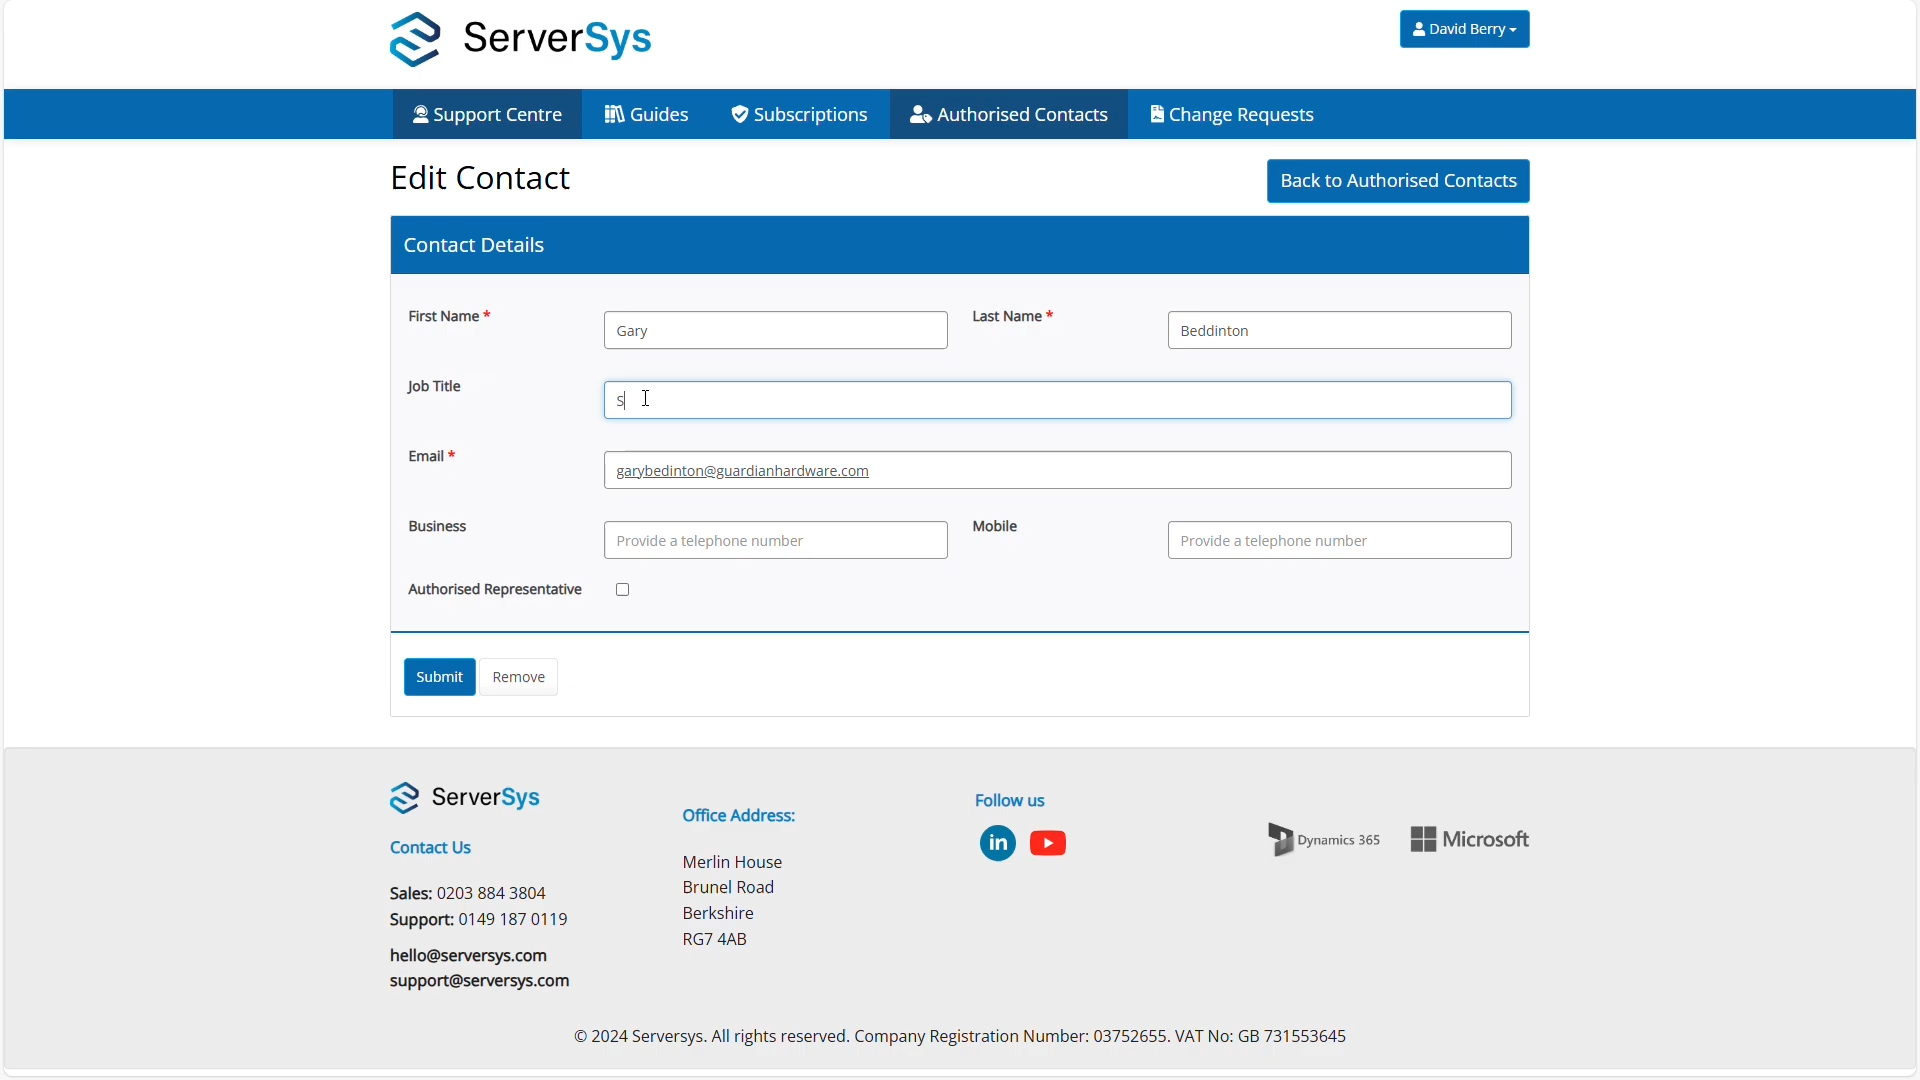 ServerSys
David Berry
Support Centre Guides Subscriptions Authorised Contacts Change Requests
Edit Contact
Back to Authorised Contacts
Contact Details
First Name *
Gary
Last Name *
Beddinton
Job Title
S
Email *
garybedinton@guardianhardware.com
Business
Provide a telephone number
Mobile
Provide a telephone number
Authorised Representative
Submit
Remove
ServerSys
Contact Us
Sales: 0203 884 3804
Support: 0149 187 0119
hello@serversys.com
support@serversys.com
Office Address:
Merlin House
Brunel Road
Berkshire
RG7 4AB
Follow us
in
Dynamics 365
Microsoft
© 2024 Serversys. All rights reserved. Company Registration Number: 03752655. VAT No: GB 731553645